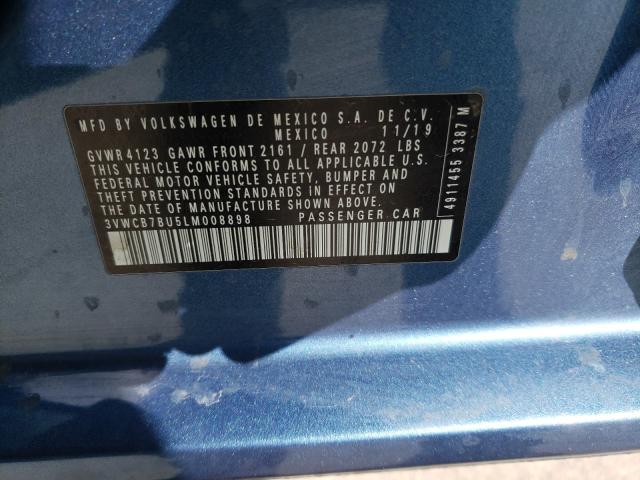 MFD BY VOLKSWAGEN DE MEXICO S.A. DE C.V.
MEXICO 11/19
GVWR 4123 GAWR FRONT 2161 / REAR 2072 LBS
THIS VEHICLE CONFORMS TO ALL APPLICABLE U.S.
FEDERAL MOTOR VEHICLE SAFETY, BUMPER AND
THEFT PREVENTION STANDARDS IN EFFECT ON
THE DATE OF MANUFACTURE SHOWN ABOVE.
3VWCB7BU5LM008898 PASSENGER CAR
4911455 3387 M